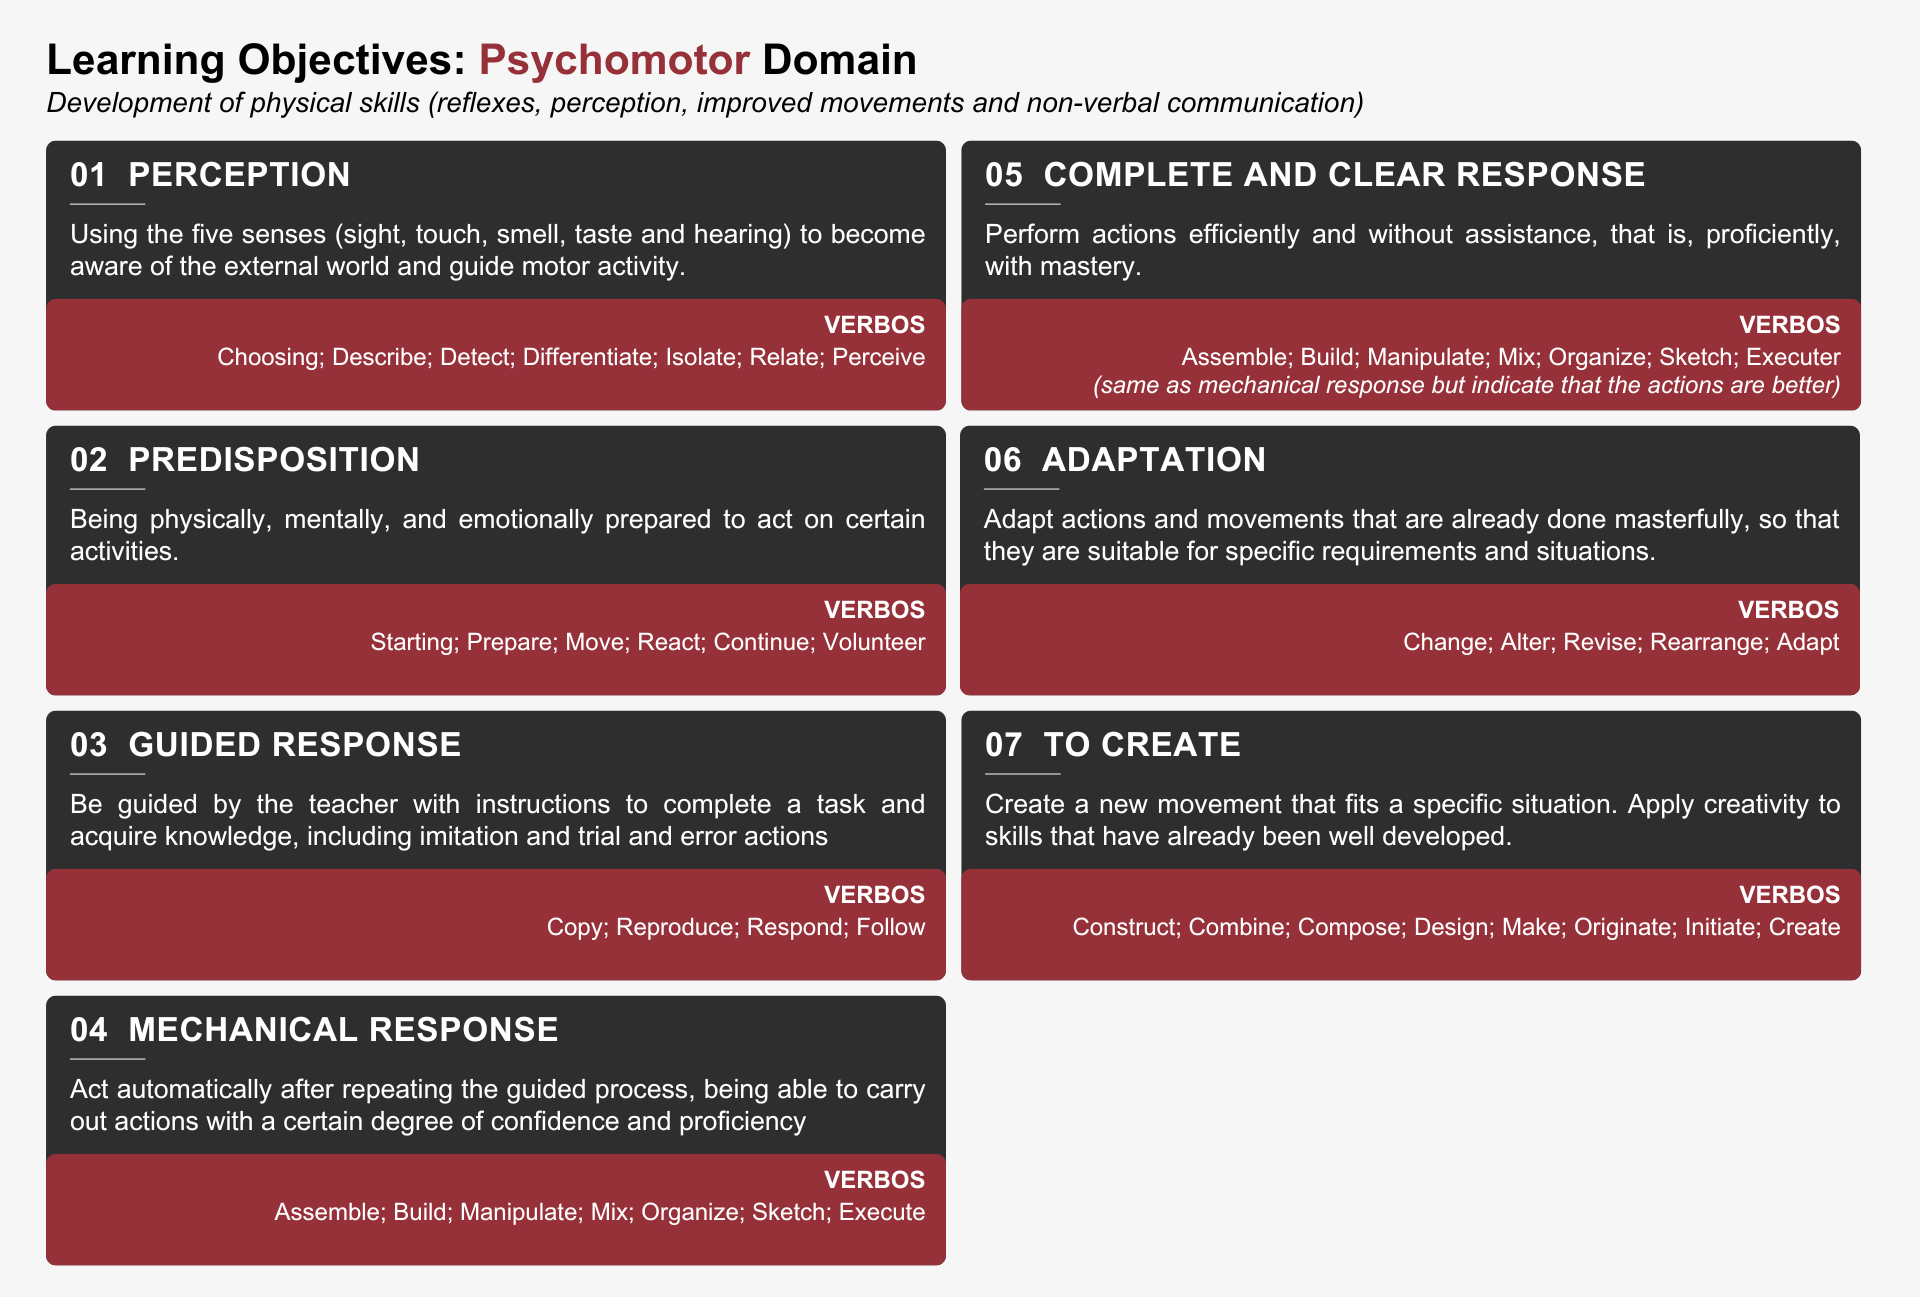 Learning Objectives: Psychomotor Domain
Development of physical skills (reflexes, perception, improved movements and non-verbal communication)
01 PERCEPTION
Using the five senses (sight, touch, smell, taste and hearing) to become
aware of the external world and guide motor activity.
VERBOS
Choosing; Describe; Detect; Differentiate; Isolate; Relate; Perceive
02 PREDISPOSITION
Being physically, mentally, and emotionally prepared to act on certain
activities.
VERBOS
Starting; Prepare; Move; React; Continue; Volunteer
03 GUIDED RESPONSE
Be guided by the teacher with instructions to complete a task and
acquire knowledge, including imitation and trial and error actions
VERBOS
Copy; Reproduce; Respond; Follow
04 MECHANICAL RESPONSE
Act automatically after repeating the guided process, being able to carry
out actions with a certain degree of confidence and proficiency
VERBOS
Assemble; Build; Manipulate; Mix; Organize; Sketch; Execute
05 COMPLETE AND CLEAR RESPONSE
Perform actions efficiently and without assistance, that is, proficiently,
with mastery.
VERBOS
Assemble; Build; Manipulate; Mix; Organize; Sketch; Executer
(same as mechanical response but indicate that the actions are better)
06 ADAPTATION
Adapt actions and movements that are already done masterfully, so that
they are suitable for specific requirements and situations.
VERBOS
Change; Alter; Revise; Rearrange; Adapt
07 TO CREATE
Create a new movement that fits a specific situation. Apply creativity to
skills that have already been well developed.
VERBOS
Construct; Combine; Compose; Design; Make; Originate; Initiate; Create